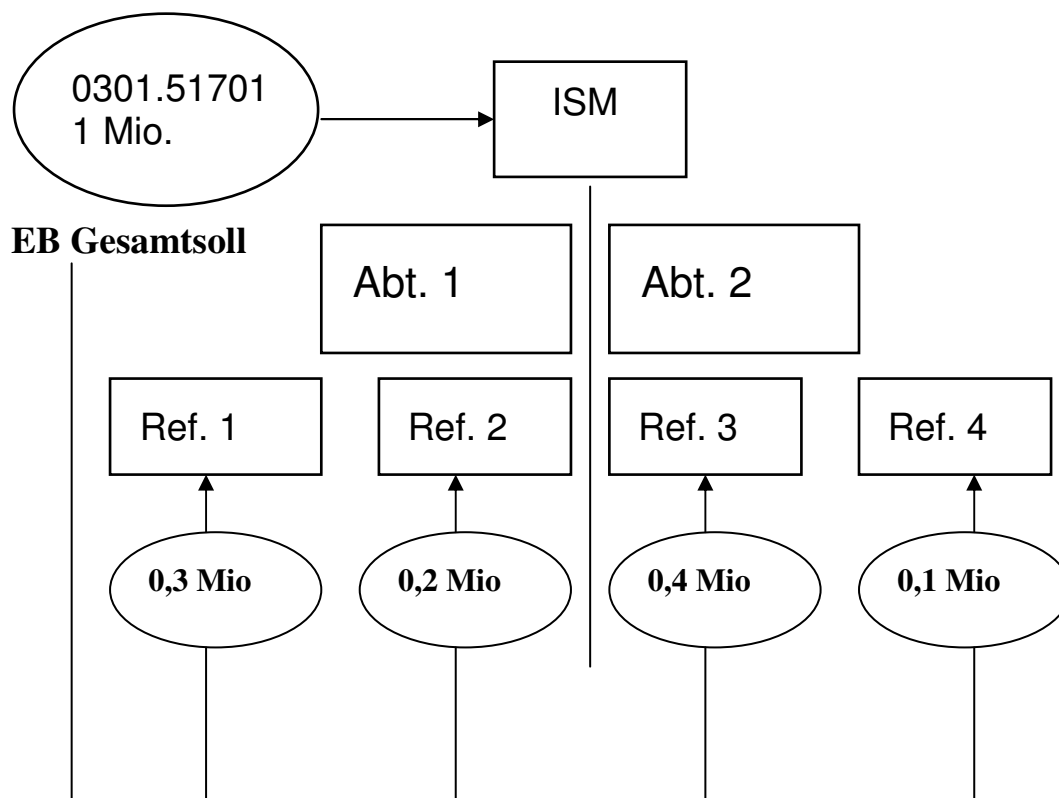 0301.51701
1 Mio.
ISM
EB Gesamtsoll
Abt. 1
Abt. 2
Ref. 1
Ref. 2
Ref. 3
Ref. 4
0,3 Mio
0,2 Mio
0,4 Mio
0,1 Mio